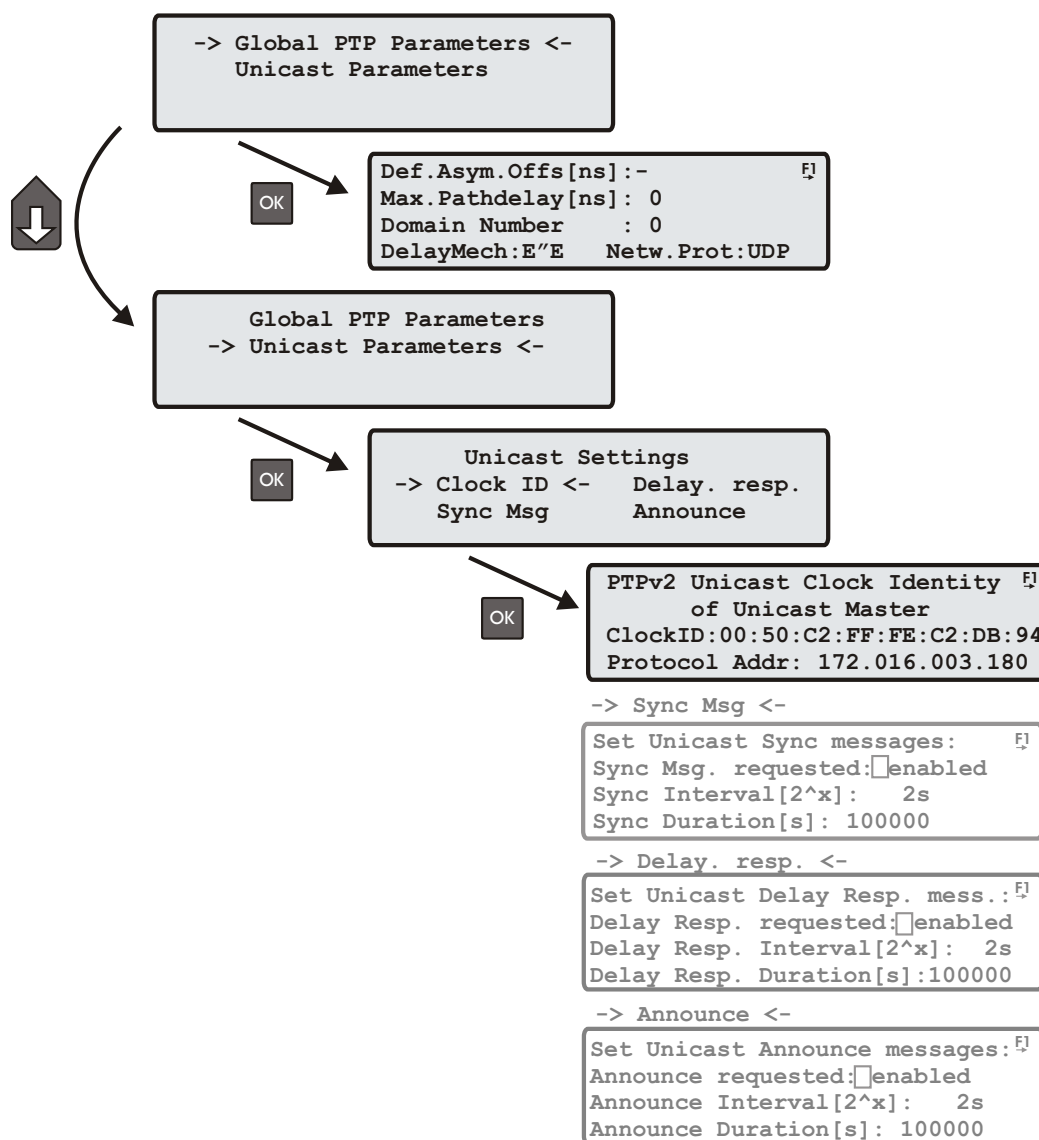 -> Global PTP Parameters <-
Unicast Parameters
Def.Asym.Offs[ns]:- F1
Max.Pathdelay[ns]: 0
Domain Number : 0
DelayMech:E″E Netw.Prot:UDP
OK
Global PTP Parameters
-> Unicast Parameters <-
OK
Unicast Settings
-> Clock ID <- Delay. resp.
Sync Msg Announce
OK
PTPv2 Unicast Clock Identity F1
of Unicast Master
ClockID:00:50:C2:FF:FE:C2:DB:94
Protocol Addr: 172.016.003.180
-> Sync Msg <-
Set Unicast Sync messages: F1
Sync Msg. requested:□enabled
Sync Interval[2^x]: 2s
Sync Duration[s]: 100000
-> Delay. resp. <-
Set Unicast Delay Resp. mess.: F1
Delay Resp. requested:□enabled
Delay Resp. Interval[2^x]: 2s
Delay Resp. Duration[s]:100000
-> Announce <-
Set Unicast Announce messages: F1
Announce requested:□enabled
Announce Interval[2^x]: 2s
Announce Duration[s]: 100000